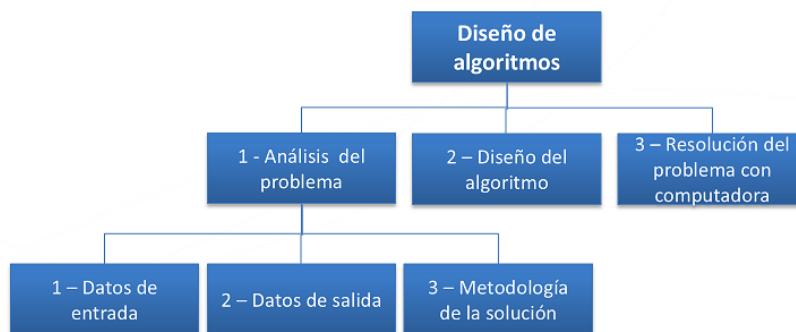 Diseño de
algoritmos
1 - Análisis del
problema
2 – Diseño del
algoritmo
3 – Resolución del
problema con
computadora
1 – Datos de
entrada
2 – Datos de salida
3 – Metodología
de la solución